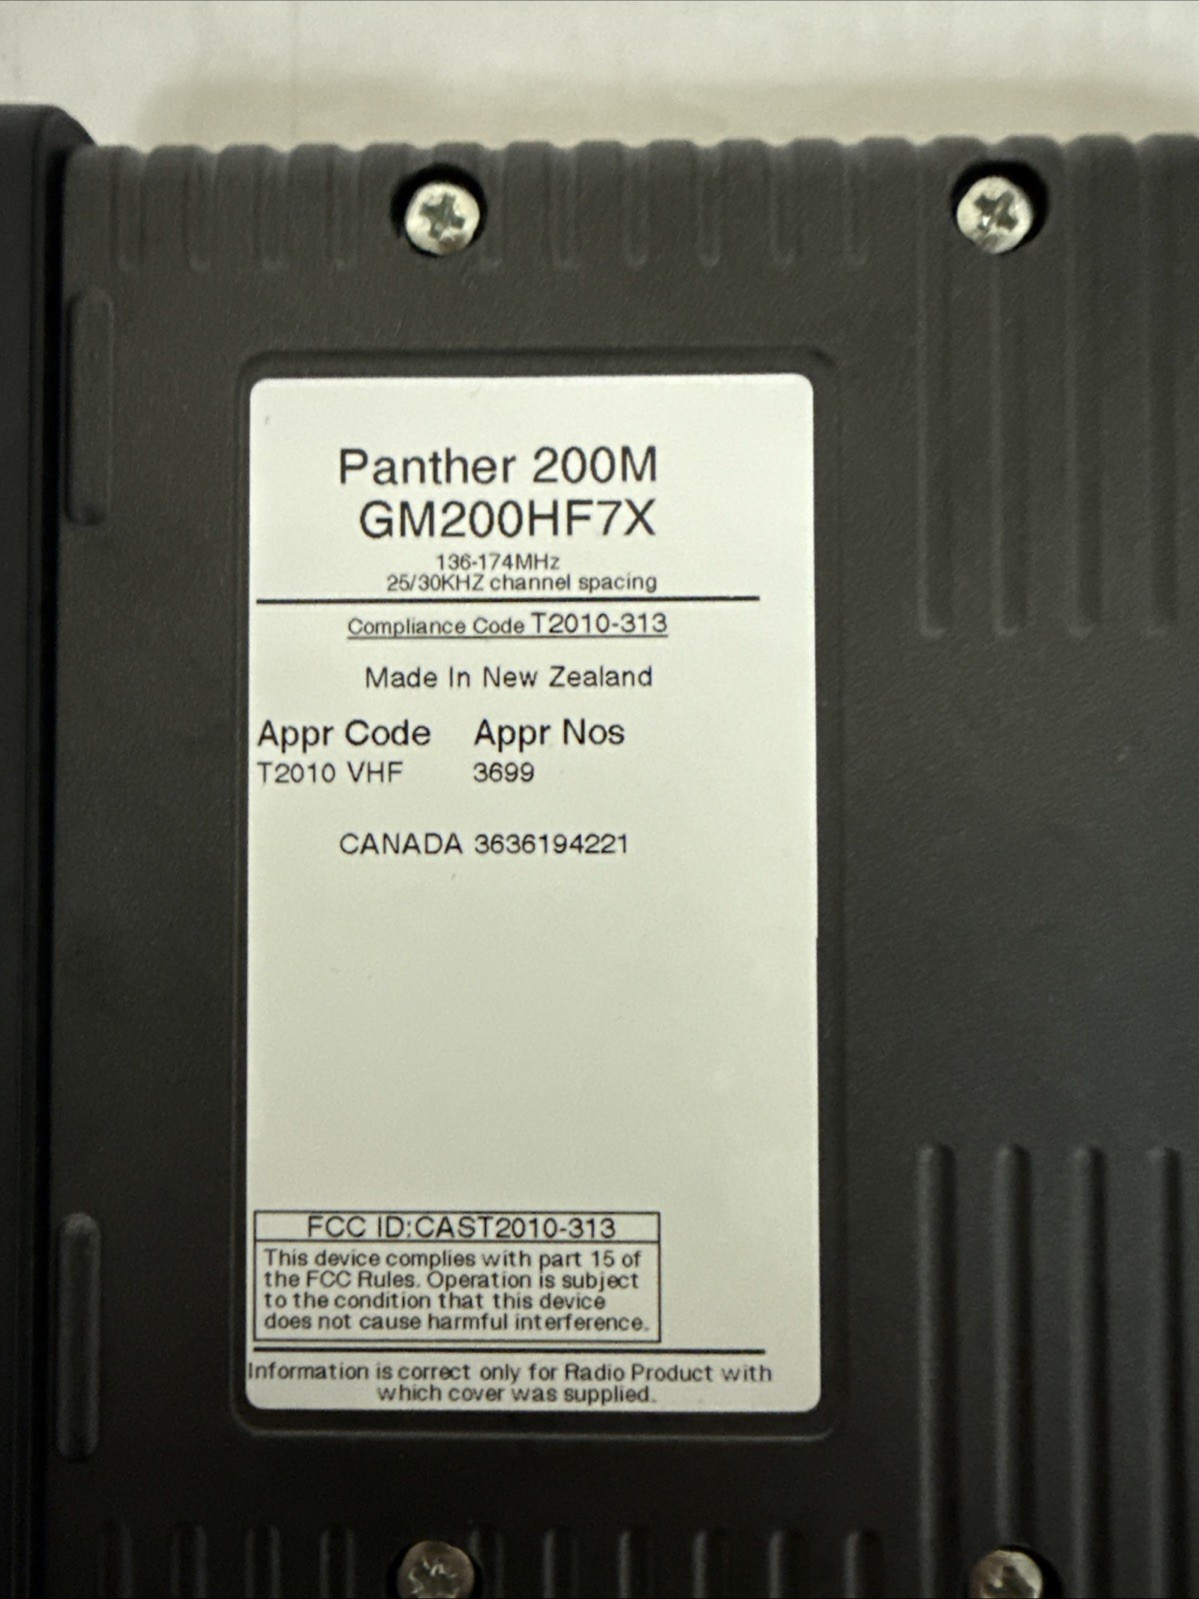 Panther 200M
GM200HF7X
136-174MHz
25/30KHZ channel spacing
Compliance Code T2010-313
Made In New Zealand
Appr Code Appr Nos
T2010 VHF 3699
CANADA 3636194221
FCC ID:CAST2010-313
This device complies with part 15 of
the FCC Rules. Operation is subject
to the condition that this device
does not cause harmful interference.
Information is correct only for Radio Product with
which cover was supplied.